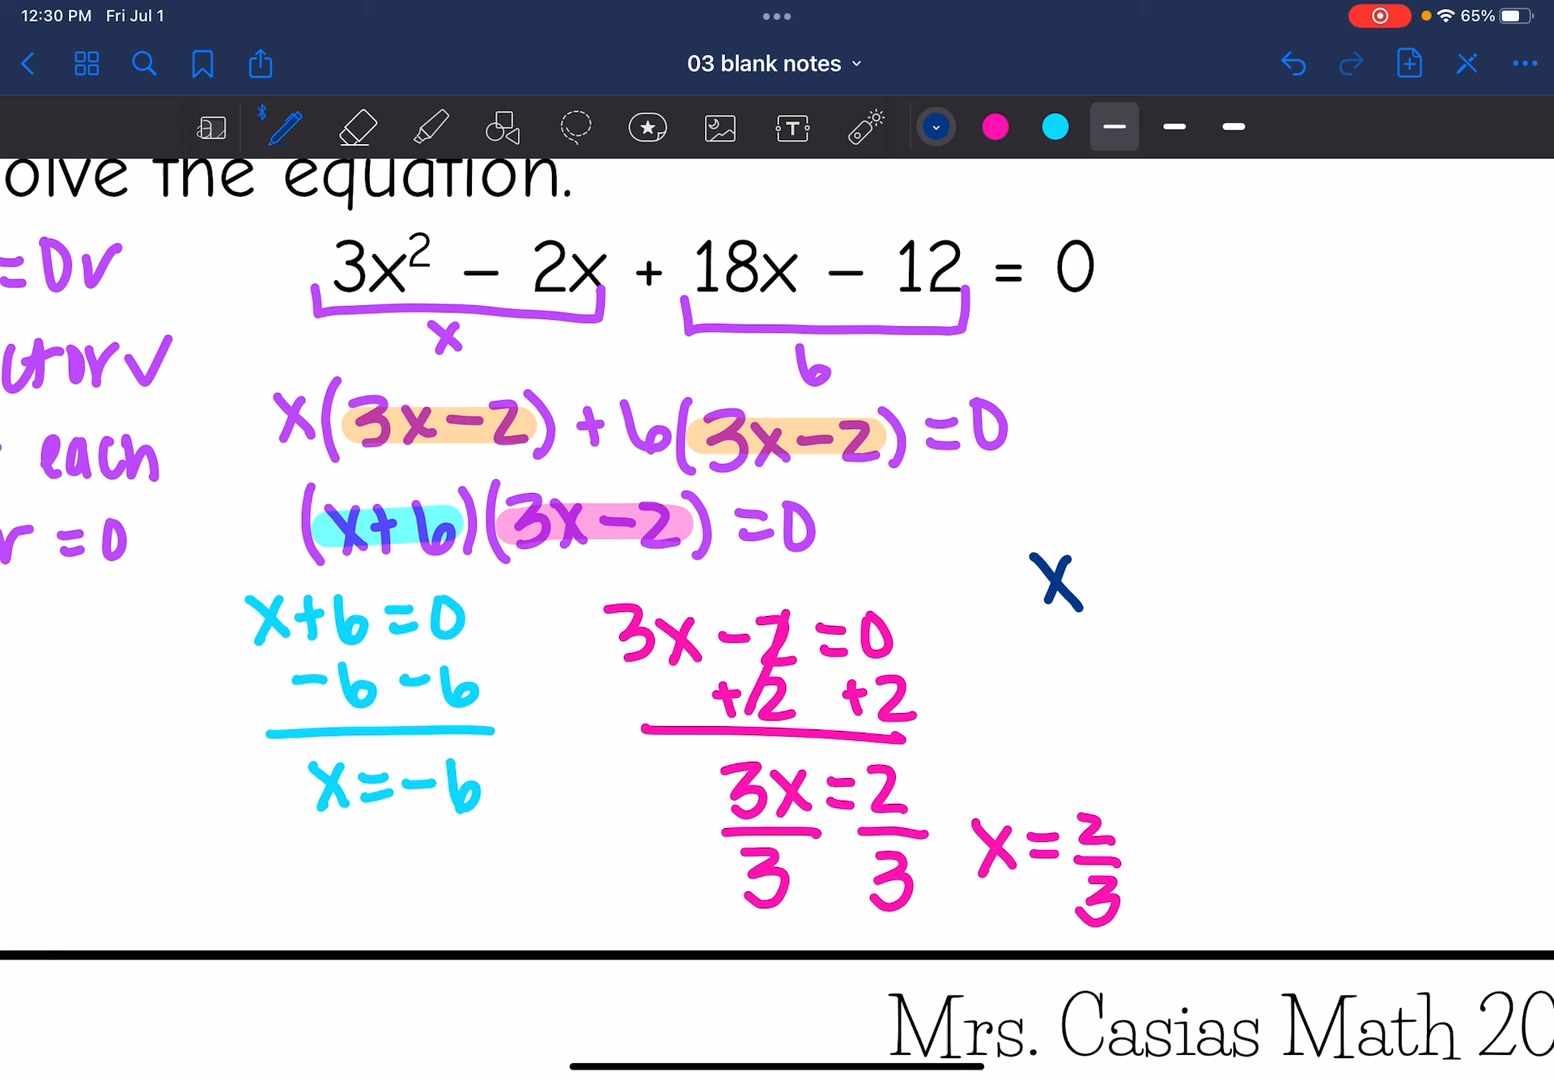 12:30 PM Fri Jul 1
65%
03 blank notes
olve the equation.
= 0 ✓
3x² − 2x + 18x − 12 = 0
x
6
ctor ✓
x(3x−2) + 6(3x−2) = 0
each
(x+6)(3x−2) = 0
r = 0
x
x+6=0
3x−2=0
−6 −6
+2 +2
x=−6
3x=2
3 3
x=2/3
Mrs. Casias Math 20